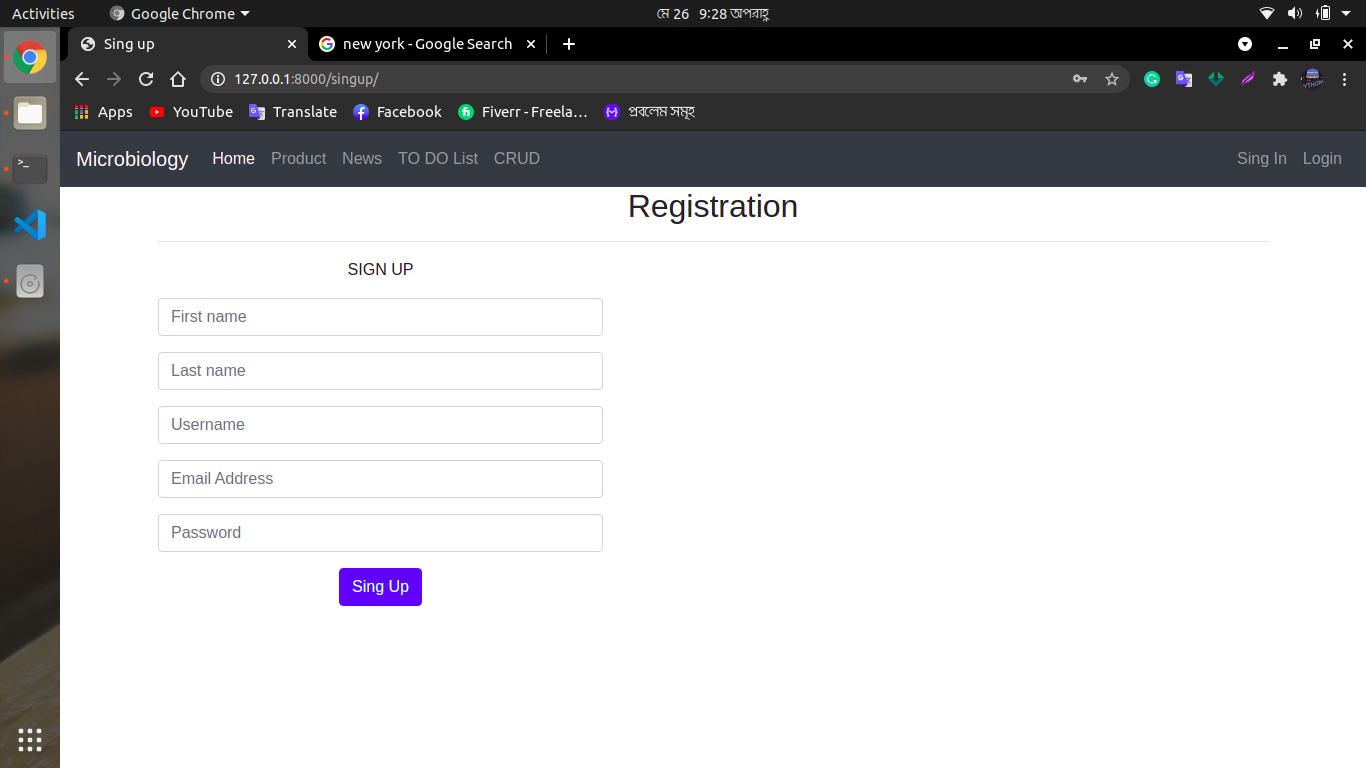 Activities Google Chrome মে 26 9:28 অপরাহ্ণ
Sing up new york - Google Search
127.0.0.1:8000/singup/
Apps YouTube Translate Facebook Fiverr - Freela… প্রবলেম সমূহ
Microbiology Home Product News TO DO List CRUD Sing In Login
Registration
SIGN UP
First name
Last name
Username
Email Address
Password
Sing Up